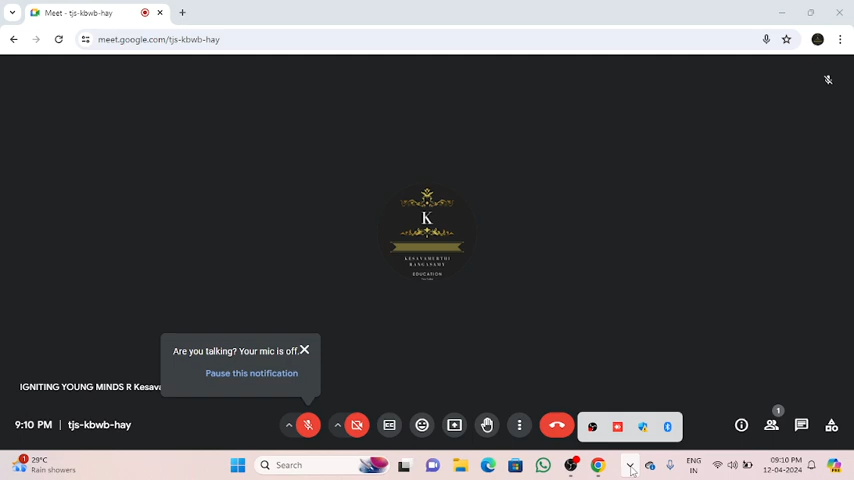 Meet - tjs-kbwb-hay
meet.google.com/tjs-kbwb-hay
K
KESAVAMURTHI
RANGASAMY
EDUCATION
Are you talking? Your mic is off.
Pause this notification
IGNITING YOUNG MINDS R Kesava
9:10 PM | tjs-kbwb-hay
1
1
29°C
Rain showers
Search
ENG
IN
09:10 PM
12-04-2024